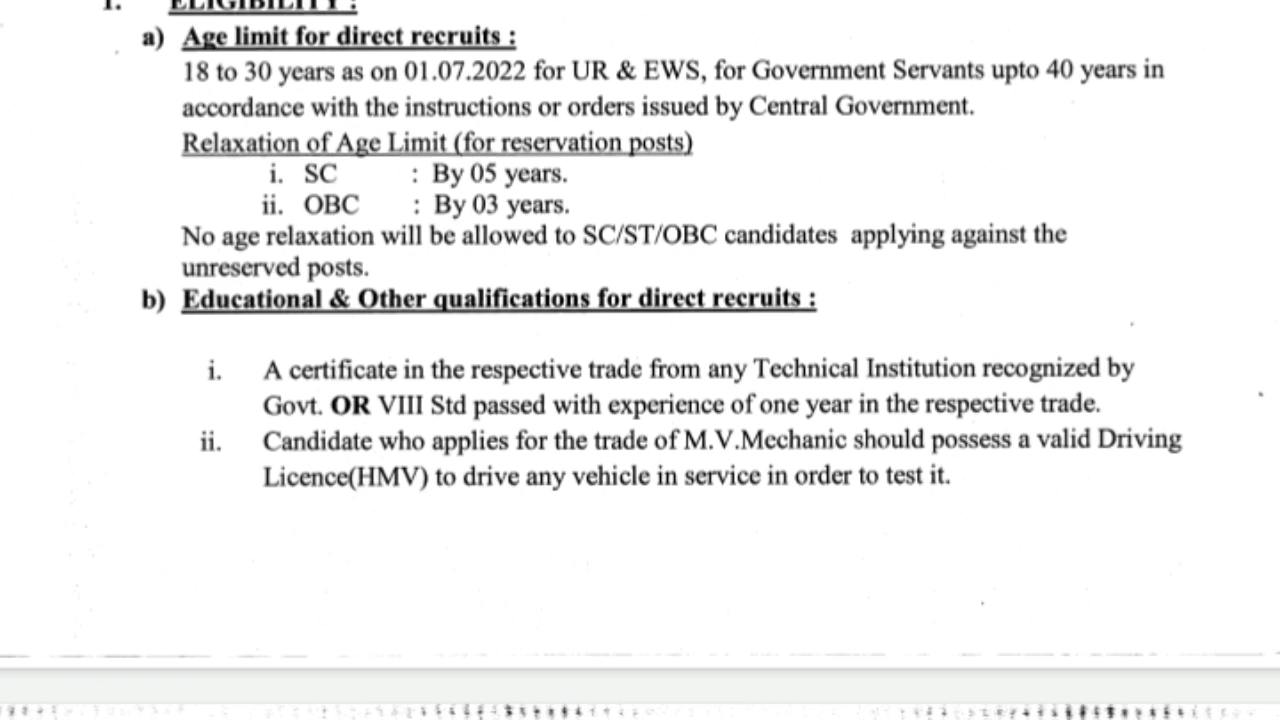 1. ELIGIBILITY :
a) Age limit for direct recruits :
18 to 30 years as on 01.07.2022 for UR & EWS, for Government Servants upto 40 years in
accordance with the instructions or orders issued by Central Government.
Relaxation of Age Limit (for reservation posts)
i. SC : By 05 years.
ii. OBC : By 03 years.
No age relaxation will be allowed to SC/ST/OBC candidates applying against the
unreserved posts.
b) Educational & Other qualifications for direct recruits :
i. A certificate in the respective trade from any Technical Institution recognized by
Govt. OR VIII Std passed with experience of one year in the respective trade.
ii. Candidate who applies for the trade of M.V.Mechanic should possess a valid Driving
Licence(HMV) to drive any vehicle in service in order to test it.